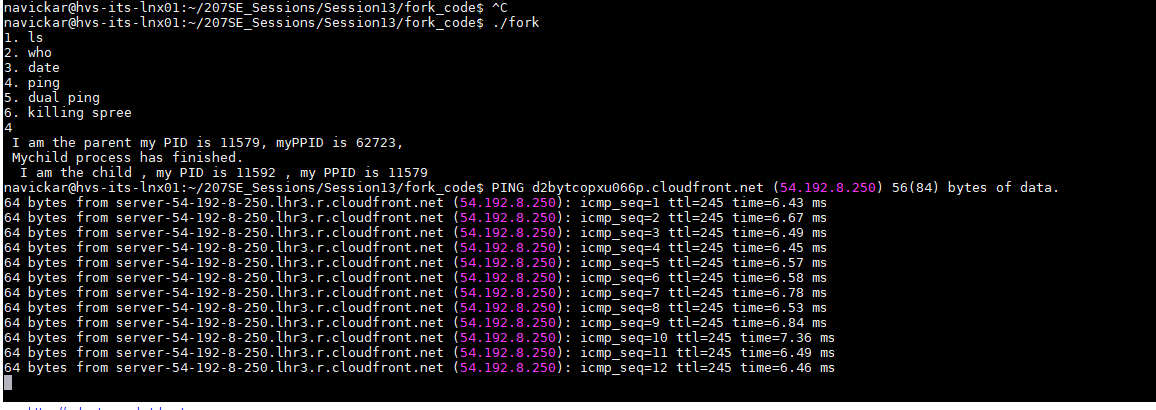 navickar@hvs-its-lnx01:~/207SE_Sessions/Session13/fork_code$ ^C
navickar@hvs-its-lnx01:~/207SE_Sessions/Session13/fork_code$ ./fork
1. ls
2. who
3. date
4. ping
5. dual ping
6. killing spree
4
I am the parent my PID is 11579, myPPID is 62723,
Mychild process has finished.
I am the child , my PID is 11592 , my PPID is 11579
navickar@hvs-its-lnx01:~/207SE_Sessions/Session13/fork_code$ PING d2bytcopxu066p.cloudfront.net (54.192.8.250) 56(84) bytes of data.
64 bytes from server-54-192-8-250.lhr3.r.cloudfront.net (54.192.8.250): icmp_seq=1 ttl=245 time=6.43 ms
64 bytes from server-54-192-8-250.lhr3.r.cloudfront.net (54.192.8.250): icmp_seq=2 ttl=245 time=6.67 ms
64 bytes from server-54-192-8-250.lhr3.r.cloudfront.net (54.192.8.250): icmp_seq=3 ttl=245 time=6.49 ms
64 bytes from server-54-192-8-250.lhr3.r.cloudfront.net (54.192.8.250): icmp_seq=4 ttl=245 time=6.45 ms
64 bytes from server-54-192-8-250.lhr3.r.cloudfront.net (54.192.8.250): icmp_seq=5 ttl=245 time=6.57 ms
64 bytes from server-54-192-8-250.lhr3.r.cloudfront.net (54.192.8.250): icmp_seq=6 ttl=245 time=6.58 ms
64 bytes from server-54-192-8-250.lhr3.r.cloudfront.net (54.192.8.250): icmp_seq=7 ttl=245 time=6.78 ms
64 bytes from server-54-192-8-250.lhr3.r.cloudfront.net (54.192.8.250): icmp_seq=8 ttl=245 time=6.53 ms
64 bytes from server-54-192-8-250.lhr3.r.cloudfront.net (54.192.8.250): icmp_seq=9 ttl=245 time=6.84 ms
64 bytes from server-54-192-8-250.lhr3.r.cloudfront.net (54.192.8.250): icmp_seq=10 ttl=245 time=7.36 ms
64 bytes from server-54-192-8-250.lhr3.r.cloudfront.net (54.192.8.250): icmp_seq=11 ttl=245 time=6.49 ms
64 bytes from server-54-192-8-250.lhr3.r.cloudfront.net (54.192.8.250): icmp_seq=12 ttl=245 time=6.46 ms